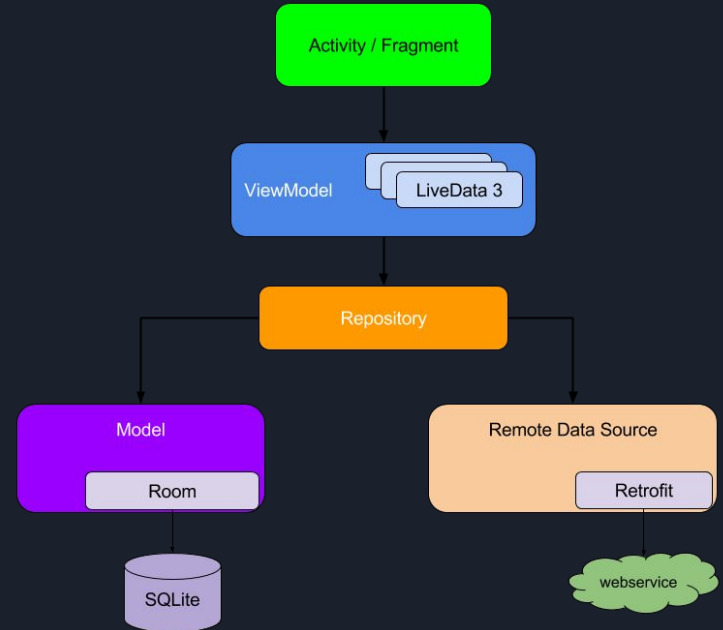 Activity / Fragment
ViewModel
LiveData 3
Repository
Model
Remote Data Source
Room
Retrofit
SQLite
webservice